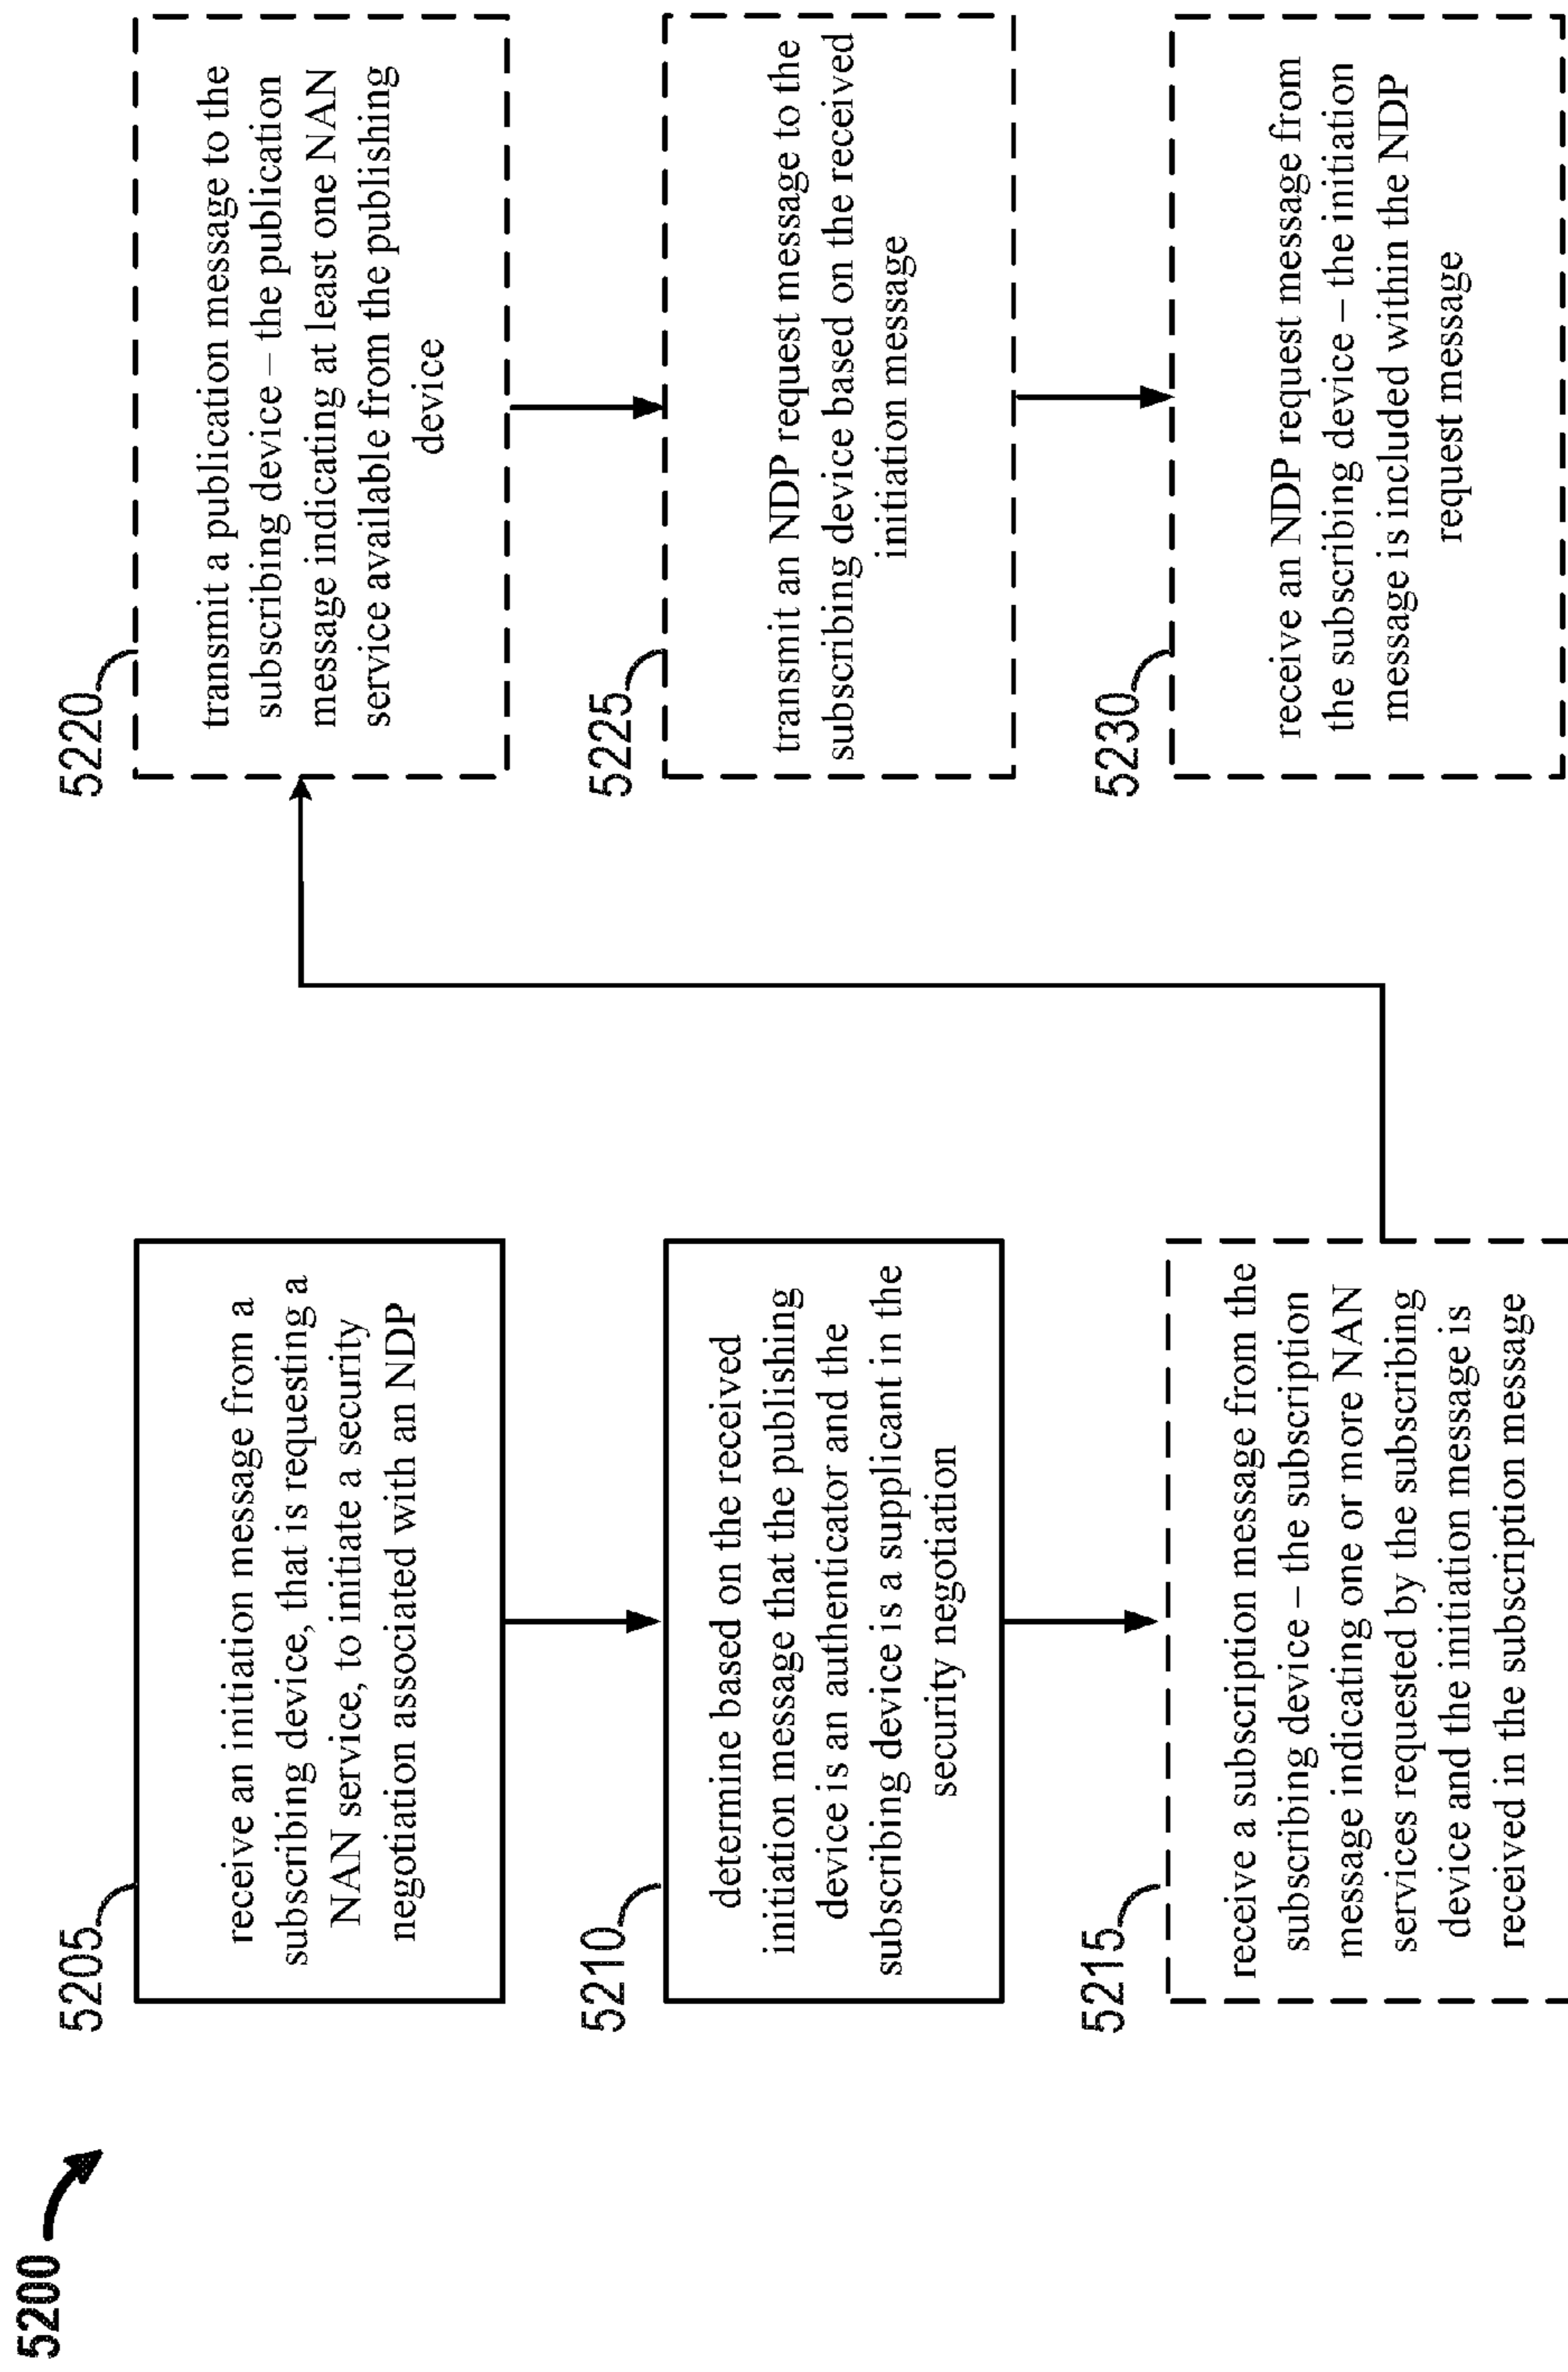 5200
5205
receive an initiation message from a
subscribing device, that is requesting a
NAN service, to initiate a security
negotiation associated with an NDP
5210
determine based on the received
initiation message that the publishing
device is an authenticator and the
subscribing device is a supplicant in the
security negotiation
5215
receive a subscription message from the
subscribing device – the subscription
message indicating one or more NAN
services requested by the subscribing
device and the initiation message is
received in the subscription message
5220
transmit a publication message to the
subscribing device – the publication
message indicating at least one NAN
service available from the publishing
device
5225
transmit an NDP request message to the
subscribing device based on the received
initiation message
5230
receive an NDP request message from
the subscribing device – the initiation
message is included within the NDP
request message